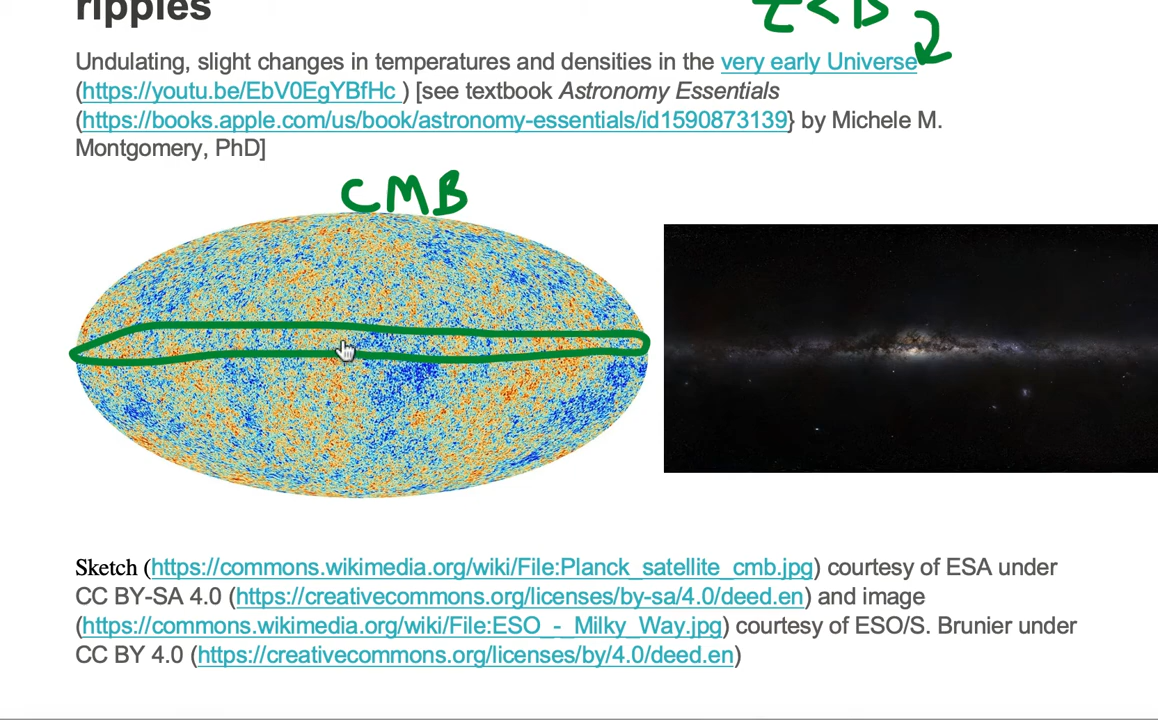 ripples
Undulating, slight changes in temperatures and densities in the very early Universe
(https://youtu.be/EbV0EgYBfHc ) [see textbook Astronomy Essentials
(https://books.apple.com/us/book/astronomy-essentials/id1590873139} by Michele M.
Montgomery, PhD]
CMB
Sketch (https://commons.wikimedia.org/wiki/File:Planck_satellite_cmb.jpg) courtesy of ESA under
CC BY-SA 4.0 (https://creativecommons.org/licenses/by-sa/4.0/deed.en) and image
(https://commons.wikimedia.org/wiki/File:ESO_-_Milky_Way.jpg) courtesy of ESO/S. Brunier under
CC BY 4.0 (https://creativecommons.org/licenses/by/4.0/deed.en)